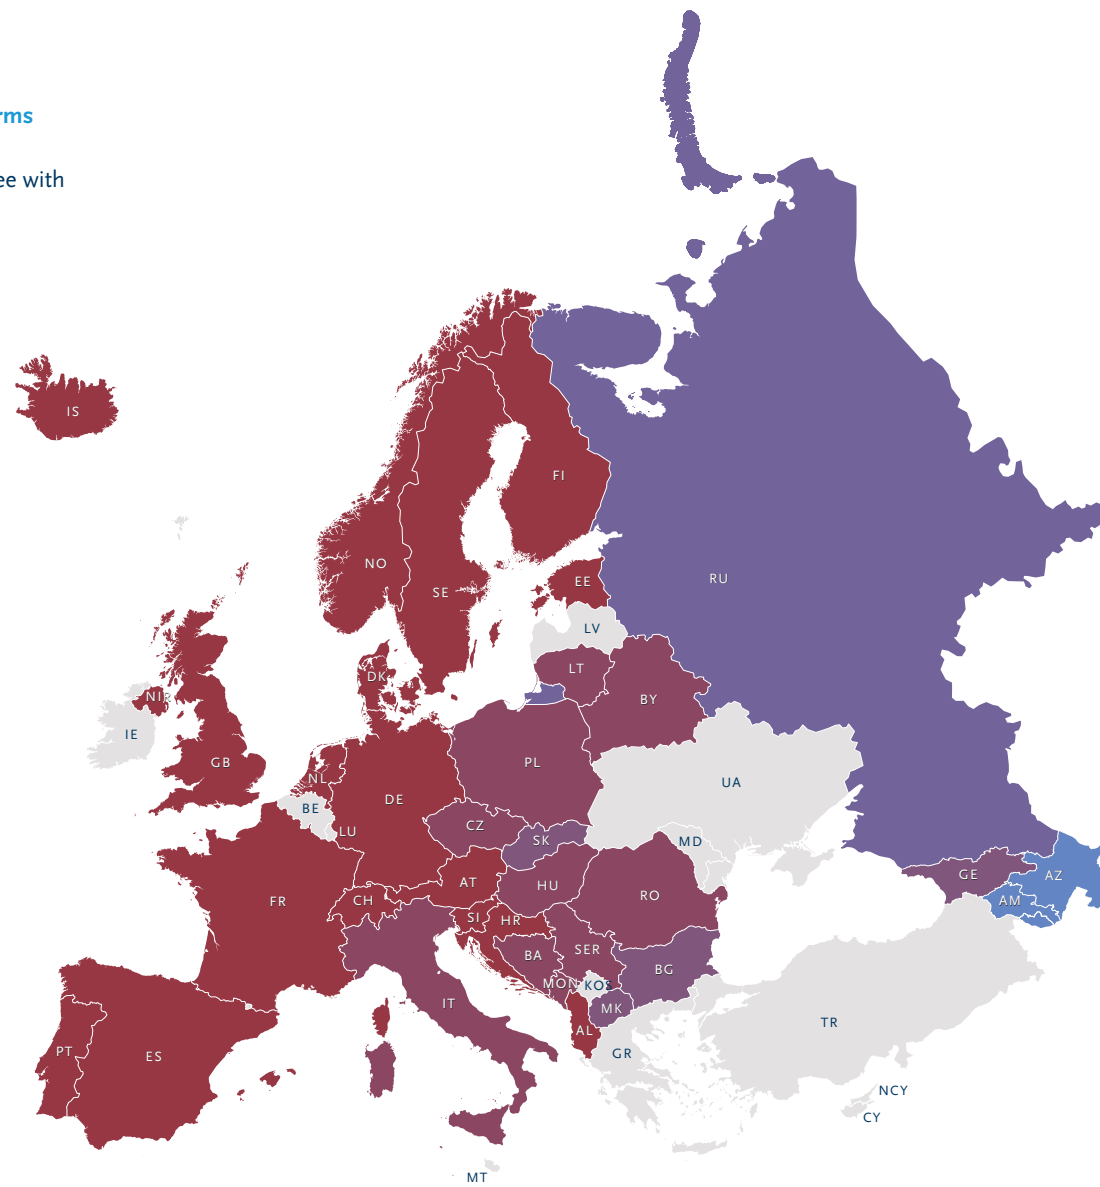 rms
ee with
IS
FI
NO
SE
EE
RU
LV
LT
DK
NIR
BY
IE
GB
PL
UA
NL
DE
BE
CZ
LU
SK
MD
GE
AZ
AT
HU
RO
AM
FR
CH
SI
HR
BA
SER
BG
MON
KOS
IT
MK
AL
TR
PT
ES
GR
NCY
CY
MT